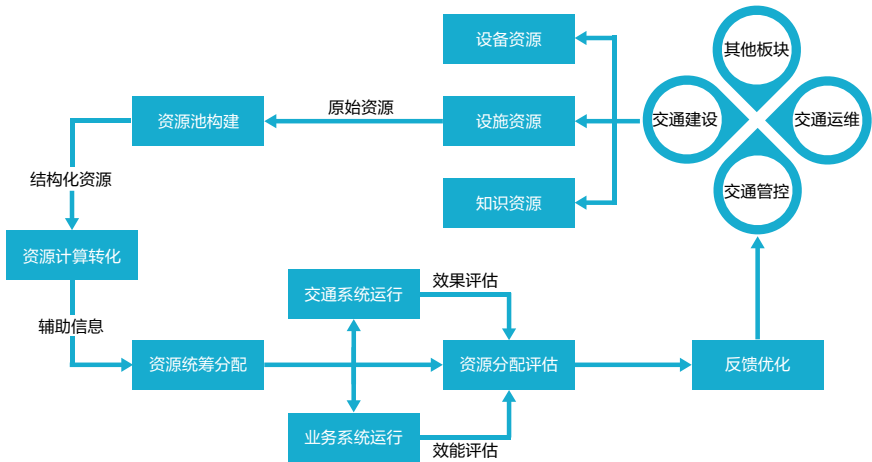 设备资源
其他板块
原始资源
资源池构建
设施资源
交通建设
交通运维
结构化资源
知识资源
交通管控
资源计算转化
交通系统运行
效果评估
辅助信息
资源统筹分配
资源分配评估
反馈优化
业务系统运行
效能评估